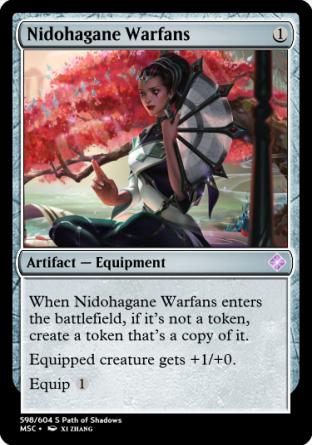 Nidohagane Warfans 1
Artifact — Equipment
When Nidohagane Warfans enters
the battlefield, if it's not a token,
create a token that's a copy of it.
Equipped creature gets +1/+0.
Equip 1
598/604 S Path of Shadows
MSC • XI ZHANG